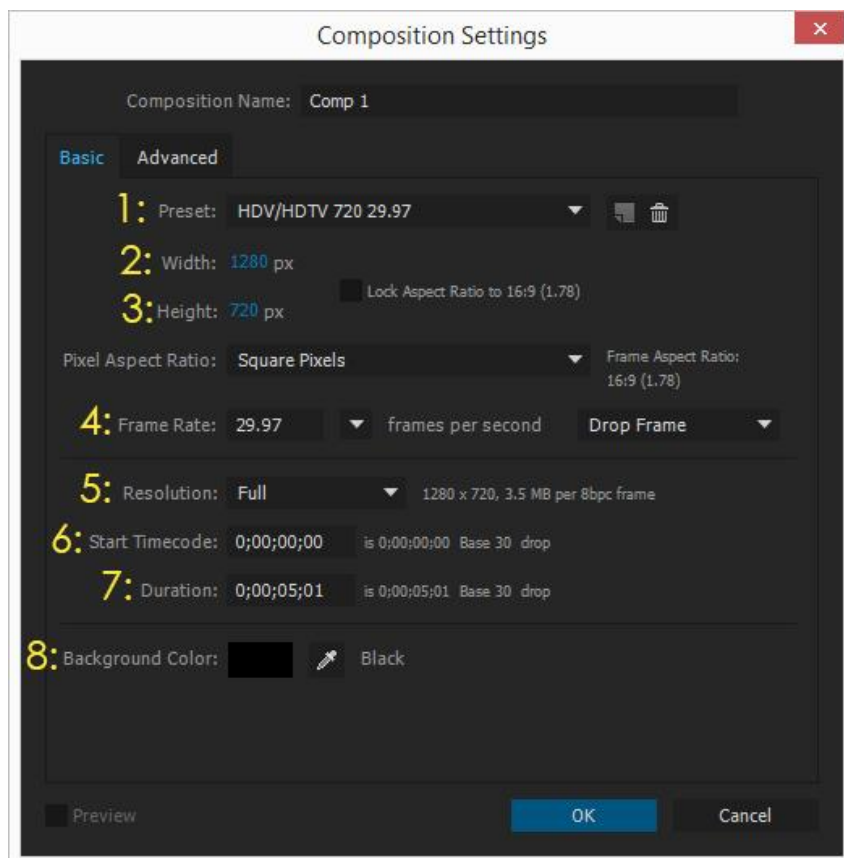 Composition Settings
Composition Name: Comp 1
Basic Advanced
1: Preset: HDV/HDTV 720 29.97
2: Width: 1280 px
Lock Aspect Ratio to 16:9 (1.78)
3: Height: 720 px
Pixel Aspect Ratio: Square Pixels
Frame Aspect Ratio:
16:9 (1.78)
4: Frame Rate: 29.97 frames per second Drop Frame
5: Resolution: Full 1280 x 720, 3.5 MB per 8bpc frame
6: Start Timecode: 0;00;00;00 is 0;00;00;00 Base 30 drop
7: Duration: 0;00;05;01 is 0;00;05;01 Base 30 drop
8: Background Color: Black
Preview OK Cancel